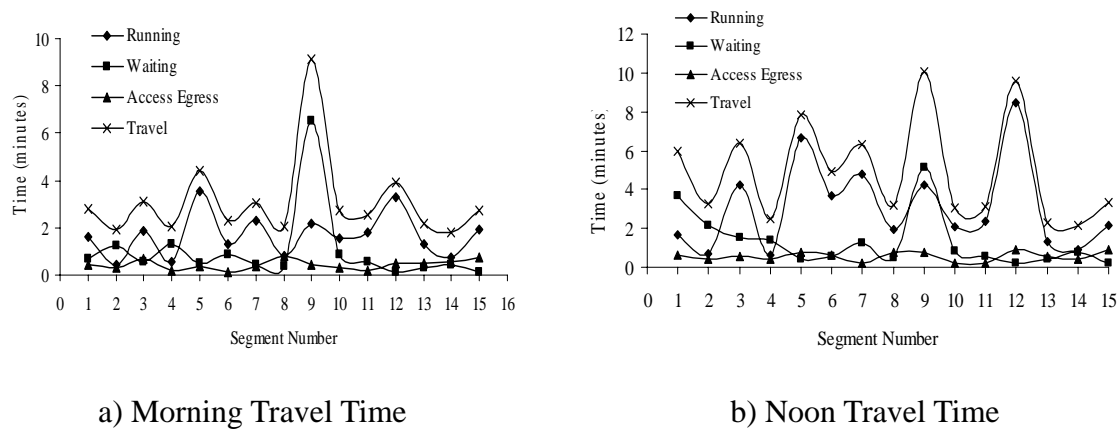 Running
Waiting
Access Egress
Travel
10
8
6
4
2
0
Time (minutes)
0 1 2 3 4 5 6 7 8 9 10 11 12 13 14 15 16
Segment Number
a) Morning Travel Time
Running
Waiting
Access Egress
Travel
12
10
8
6
4
2
0
Time (minutes)
0 1 2 3 4 5 6 7 8 9 10 11 12 13 14 15
Segment Number
b) Noon Travel Time